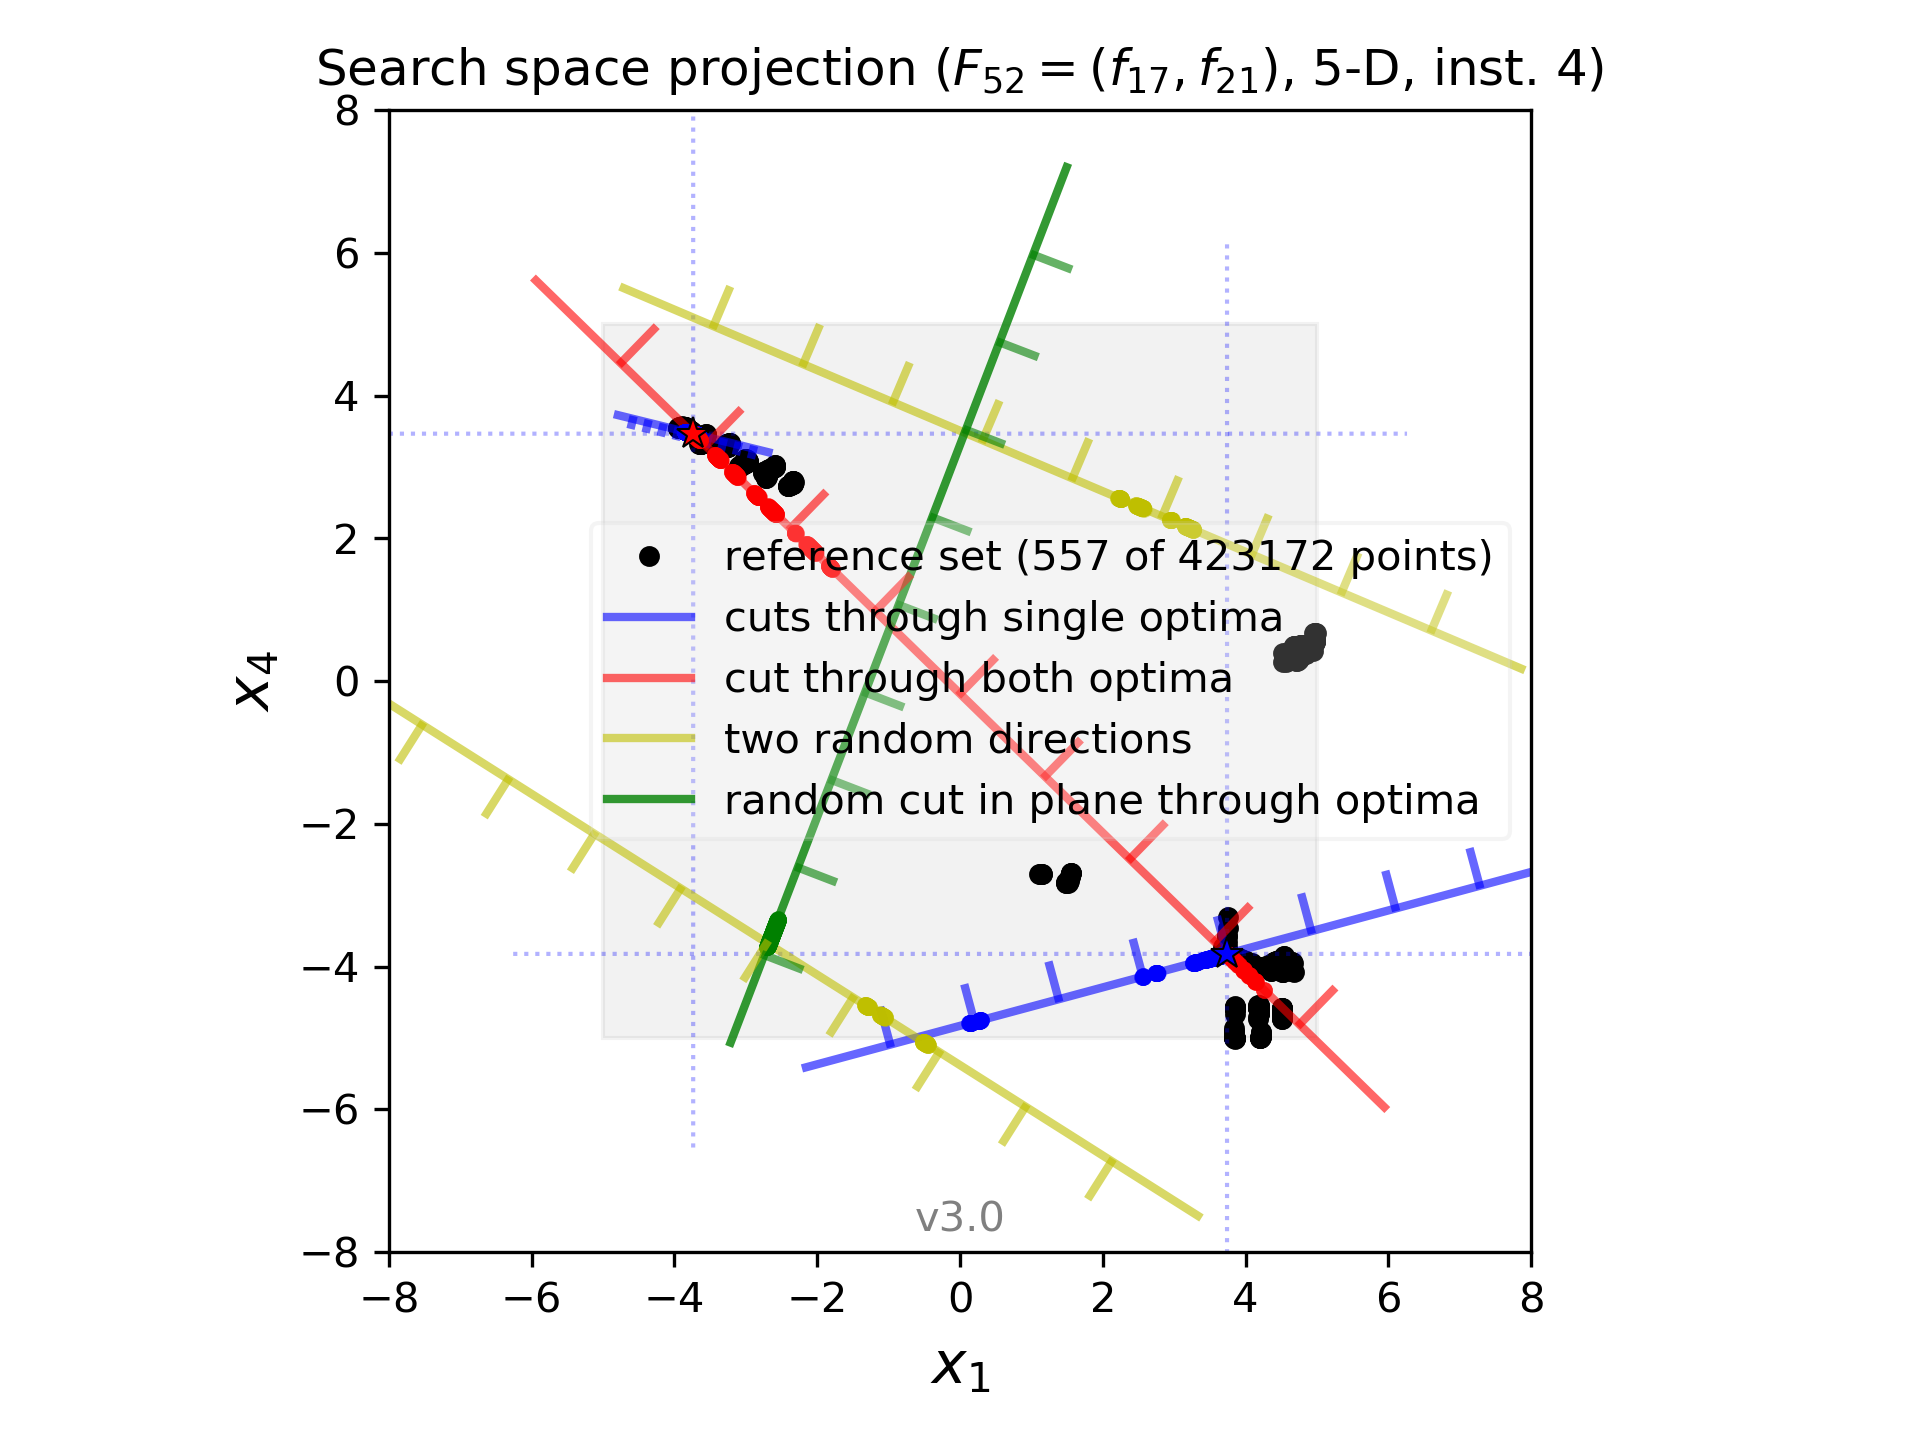 Search space projection (F52 = (f17, f21), 5-D, inst. 4)
8
6
4
2
0
−2
−4
−6
−8
x4
reference set (557 of 423172 points)
cuts through single optima
cut through both optima
two random directions
random cut in plane through optima
v3.0
−8 −6 −4 −2 0 2 4 6 8
x1